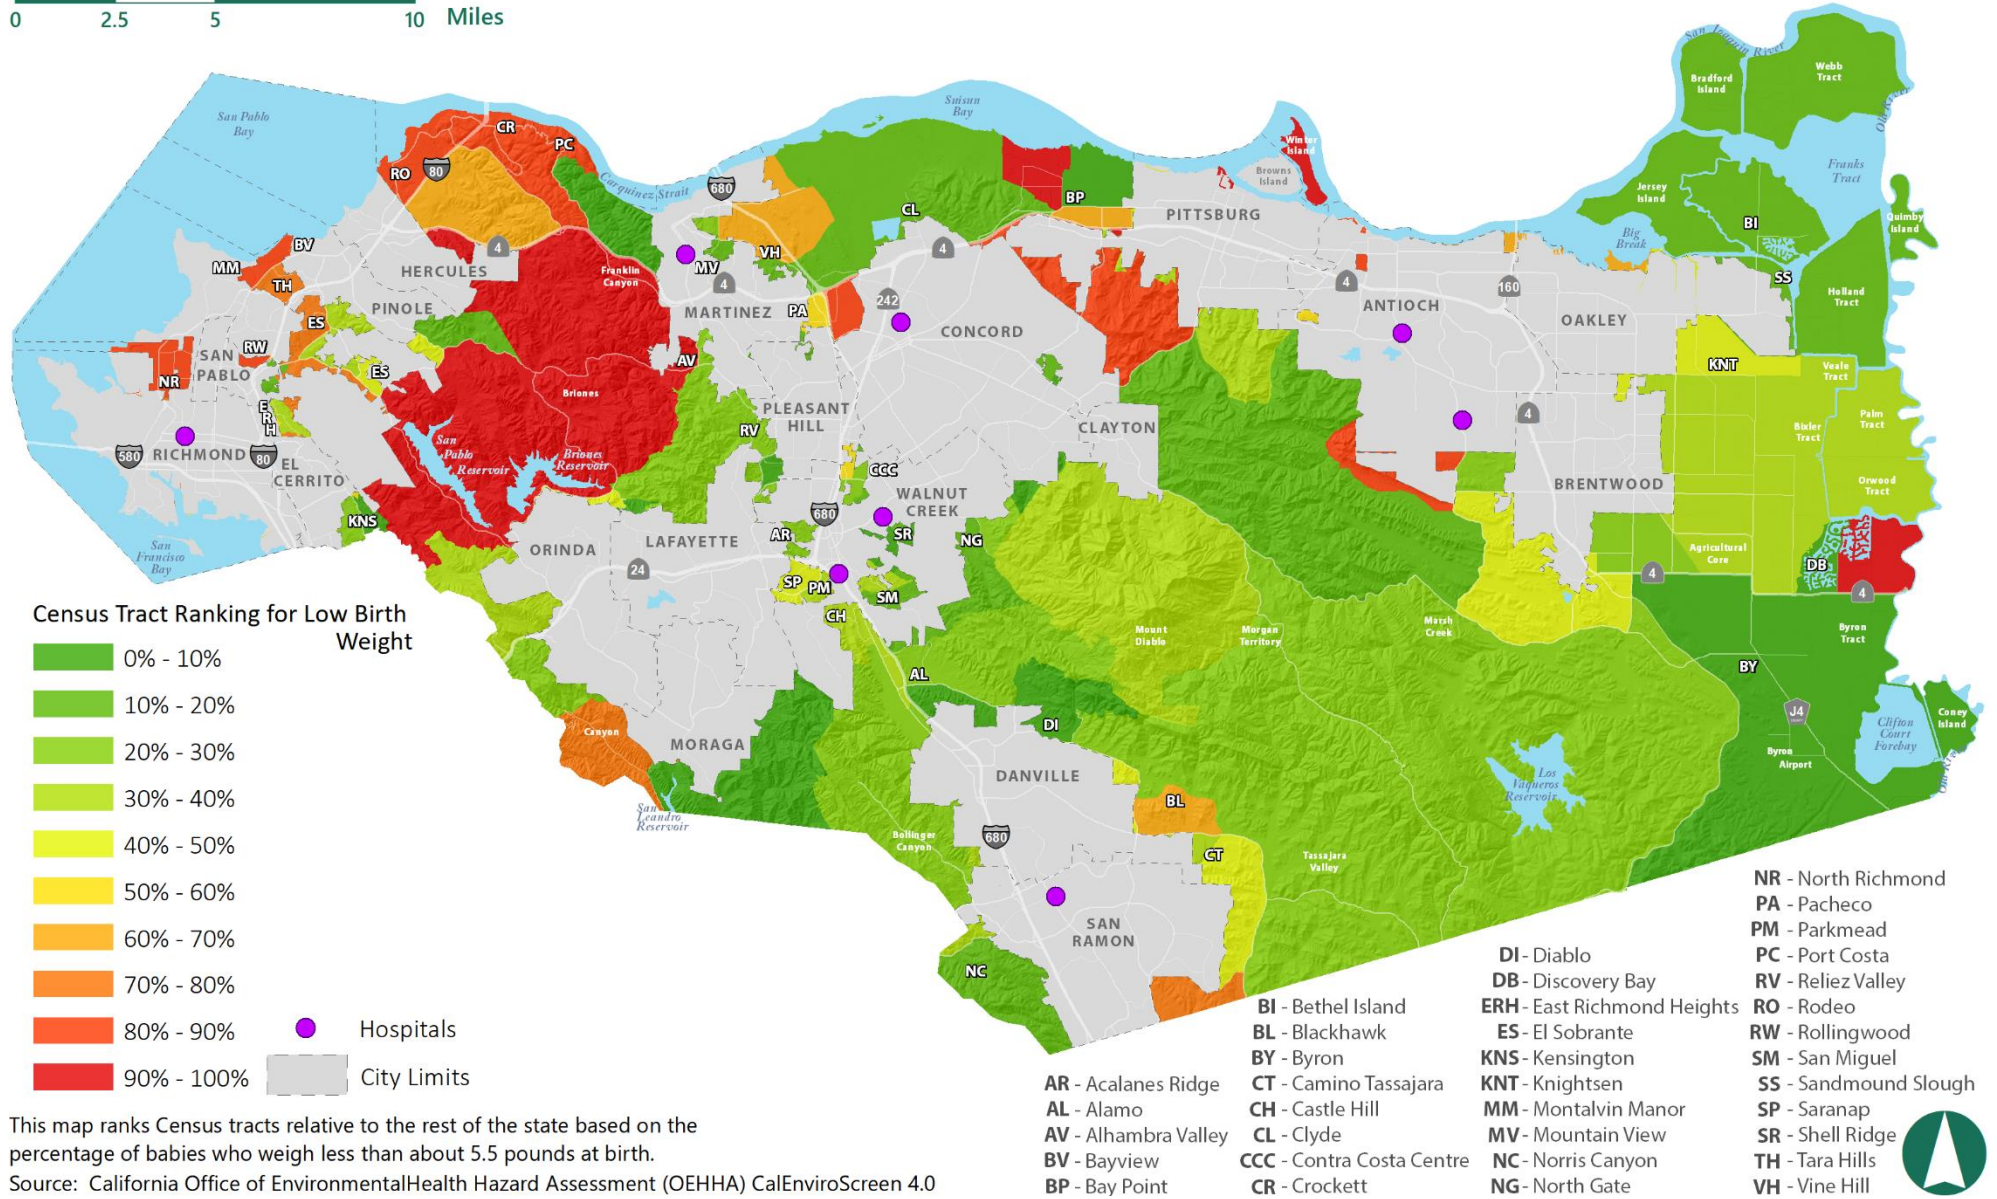 0 2.5 5 10 Miles
San Joaquin River
Bradford
Island
Webb
Tract
Old River
San Pablo
Bay
Suisun
Bay
CR
PC
RO
80
Carquinez Strait
680
Winter
Island
Browns
Island
Franks
Tract
Jersey
Island
BI
Quimby
Island
Big
Break
BP
PITTSBURG
CL
4
VH
MV
4
MARTINEZ
PA
242
CONCORD
BV
MM
TH
HERCULES
4
Franklin
Canyon
PINOLE
ES
RW
SAN
PABLO
NR
ES
AV
Briones
4
ANTIOCH
160
OAKLEY
SS
Holland
Tract
KNT
Veale
Tract
Palm
Tract
Bixler
Tract
Orwood
Tract
PLEASANT
HILL
RV
CLAYTON
4
E
R
H
580
RICHMOND
80
EL
CERRITO
San
Pablo
Reservoir
Briones
Reservoir
CCC
WALNUT
CREEK
BRENTWOOD
KNS
San
Francisco
Bay
ORINDA
LAFAYETTE
24
680
AR
SR
NG
SP
PM
SM
CH
Agricultural
Core
DB
4
4
Mount
Diablo
Morgan
Territory
Marsh
Creek
Byron
Tract
BY
AL
DI
Canyon
MORAGA
San
Leandro
Reservoir
DANVILLE
BL
680
Bollinger
Canyon
CT
Tassajara
Valley
Los
Vaqueros
Reservoir
J4
Byron
Airport
Clifton
Court
Forebay
Coney
Island
Old River
SAN
RAMON
NC
Census Tract Ranking for Low Birth
Weight
0% - 10%
10% - 20%
20% - 30%
30% - 40%
40% - 50%
50% - 60%
60% - 70%
70% - 80%
80% - 90%
90% - 100%
Hospitals
City Limits
This map ranks Census tracts relative to the rest of the state based on the
percentage of babies who weigh less than about 5.5 pounds at birth.
Source: California Office of EnvironmentalHealth Hazard Assessment (OEHHA) CalEnviroScreen 4.0
AR - Acalanes Ridge
AL - Alamo
AV - Alhambra Valley
BV - Bayview
BP - Bay Point
BI - Bethel Island
BL - Blackhawk
BY - Byron
CT - Camino Tassajara
CH - Castle Hill
CL - Clyde
CCC - Contra Costa Centre
CR - Crockett
DI - Diablo
DB - Discovery Bay
ERH - East Richmond Heights
ES - El Sobrante
KNS - Kensington
KNT - Knightsen
MM - Montalvin Manor
MV - Mountain View
NC - Norris Canyon
NG - North Gate
NR - North Richmond
PA - Pacheco
PM - Parkmead
PC - Port Costa
RV - Reliez Valley
RO - Rodeo
RW - Rollingwood
SM - San Miguel
SS - Sandmound Slough
SP - Saranap
SR - Shell Ridge
TH - Tara Hills
VH - Vine Hill